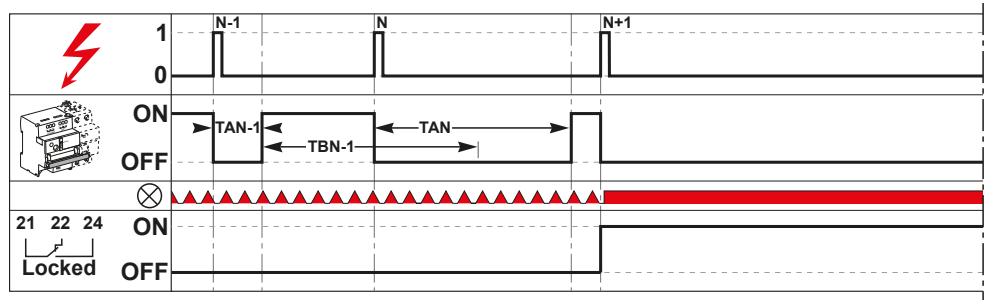 N-1 N N+1
1
0
ON
TAN-1 TAN
TBN-1
OFF
21 22 24 ON
Locked OFF